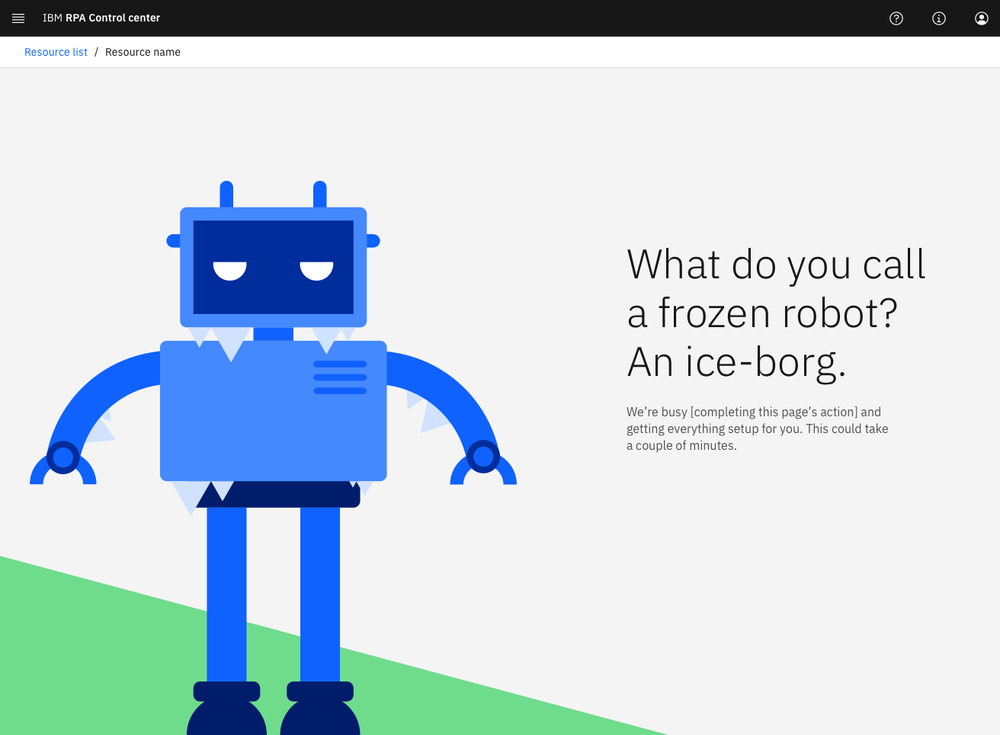 IBM RPA Control center
Resource list / Resource name
What do you call
a frozen robot?
An ice-borg.
We’re busy [completing this page’s action] and
getting everything setup for you. This could take
a couple of minutes.